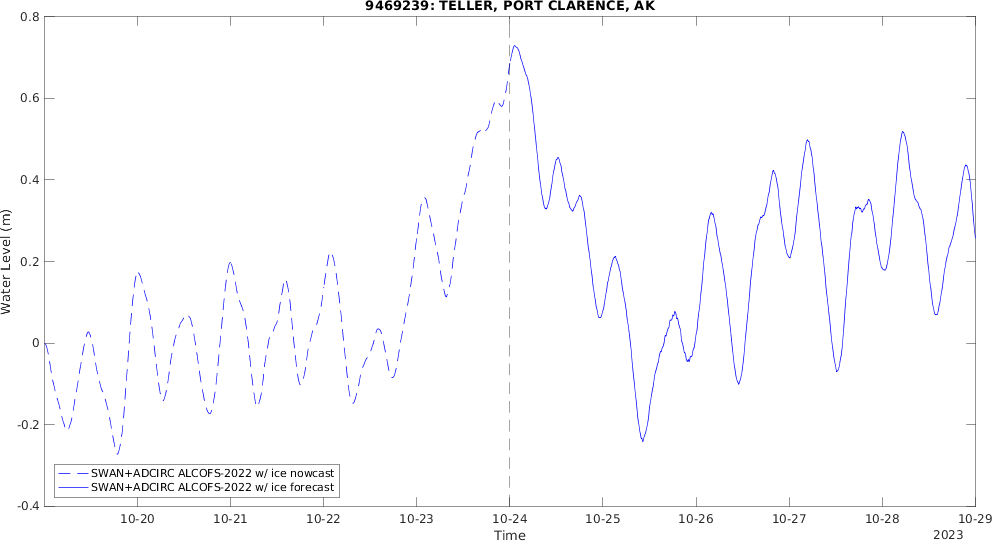 9469239: TELLER, PORT CLARENCE, AK
0.8
0.6
0.4
0.2
0
-0.2
-0.4
Water Level (m)
SWAN+ADCIRC ALCOFS-2022 w/ ice nowcast
SWAN+ADCIRC ALCOFS-2022 w/ ice forecast
10-20 10-21 10-22 10-23 10-24 10-25 10-26 10-27 10-28 10-29
Time
2023